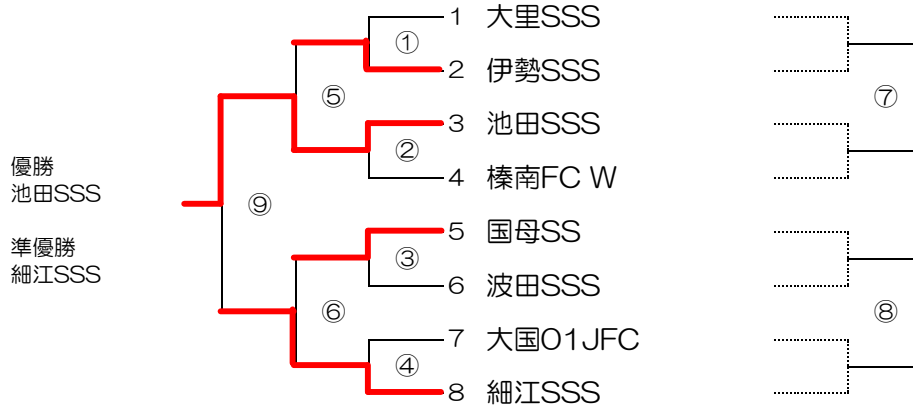 1 大里SSS
①
2 伊勢SSS
⑤
⑦
3 池田SSS
②
4 榛南FC W
優勝
池田SSS
⑨
準優勝
細江SSS
5 国母SS
③
6 波田SSS
⑥
⑧
7 大国01JFC
④
8 細江SSS